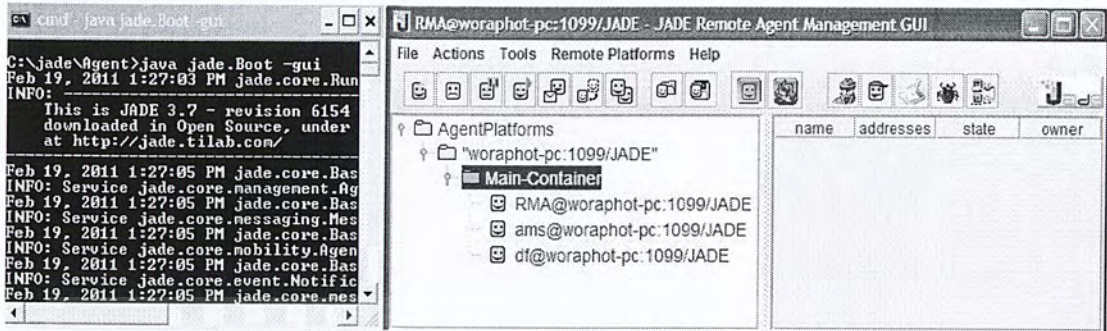 cmd - java jade.Boot -gui
C:\jade\Agent>java jade.Boot -gui
Feb 19, 2011 1:27:03 PM jade.core.Run
INFO: ----------------------------------
This is JADE 3.7 - revision 6154
downloaded in Open Source, under
at http://jade.tilab.com/
----------------------------------------
Feb 19, 2011 1:27:05 PM jade.core.Bas
INFO: Service jade.core.management.Ag
Feb 19, 2011 1:27:05 PM jade.core.Bas
INFO: Service jade.core.messaging.Mes
Feb 19, 2011 1:27:05 PM jade.core.Bas
INFO: Service jade.core.mobility.Agen
Feb 19, 2011 1:27:05 PM jade.core.Bas
INFO: Service jade.core.event.Notific
Feb 19, 2011 1:27:05 PM jade.core.mes
RMA@woraphot-pc:1099/JADE - JADE Remote Agent Management GUI
File Actions Tools Remote Platforms Help
AgentPlatforms
"woraphot-pc:1099/JADE"
Main-Container
RMA@woraphot-pc:1099/JADE
ams@woraphot-pc:1099/JADE
df@woraphot-pc:1099/JADE
name addresses state owner